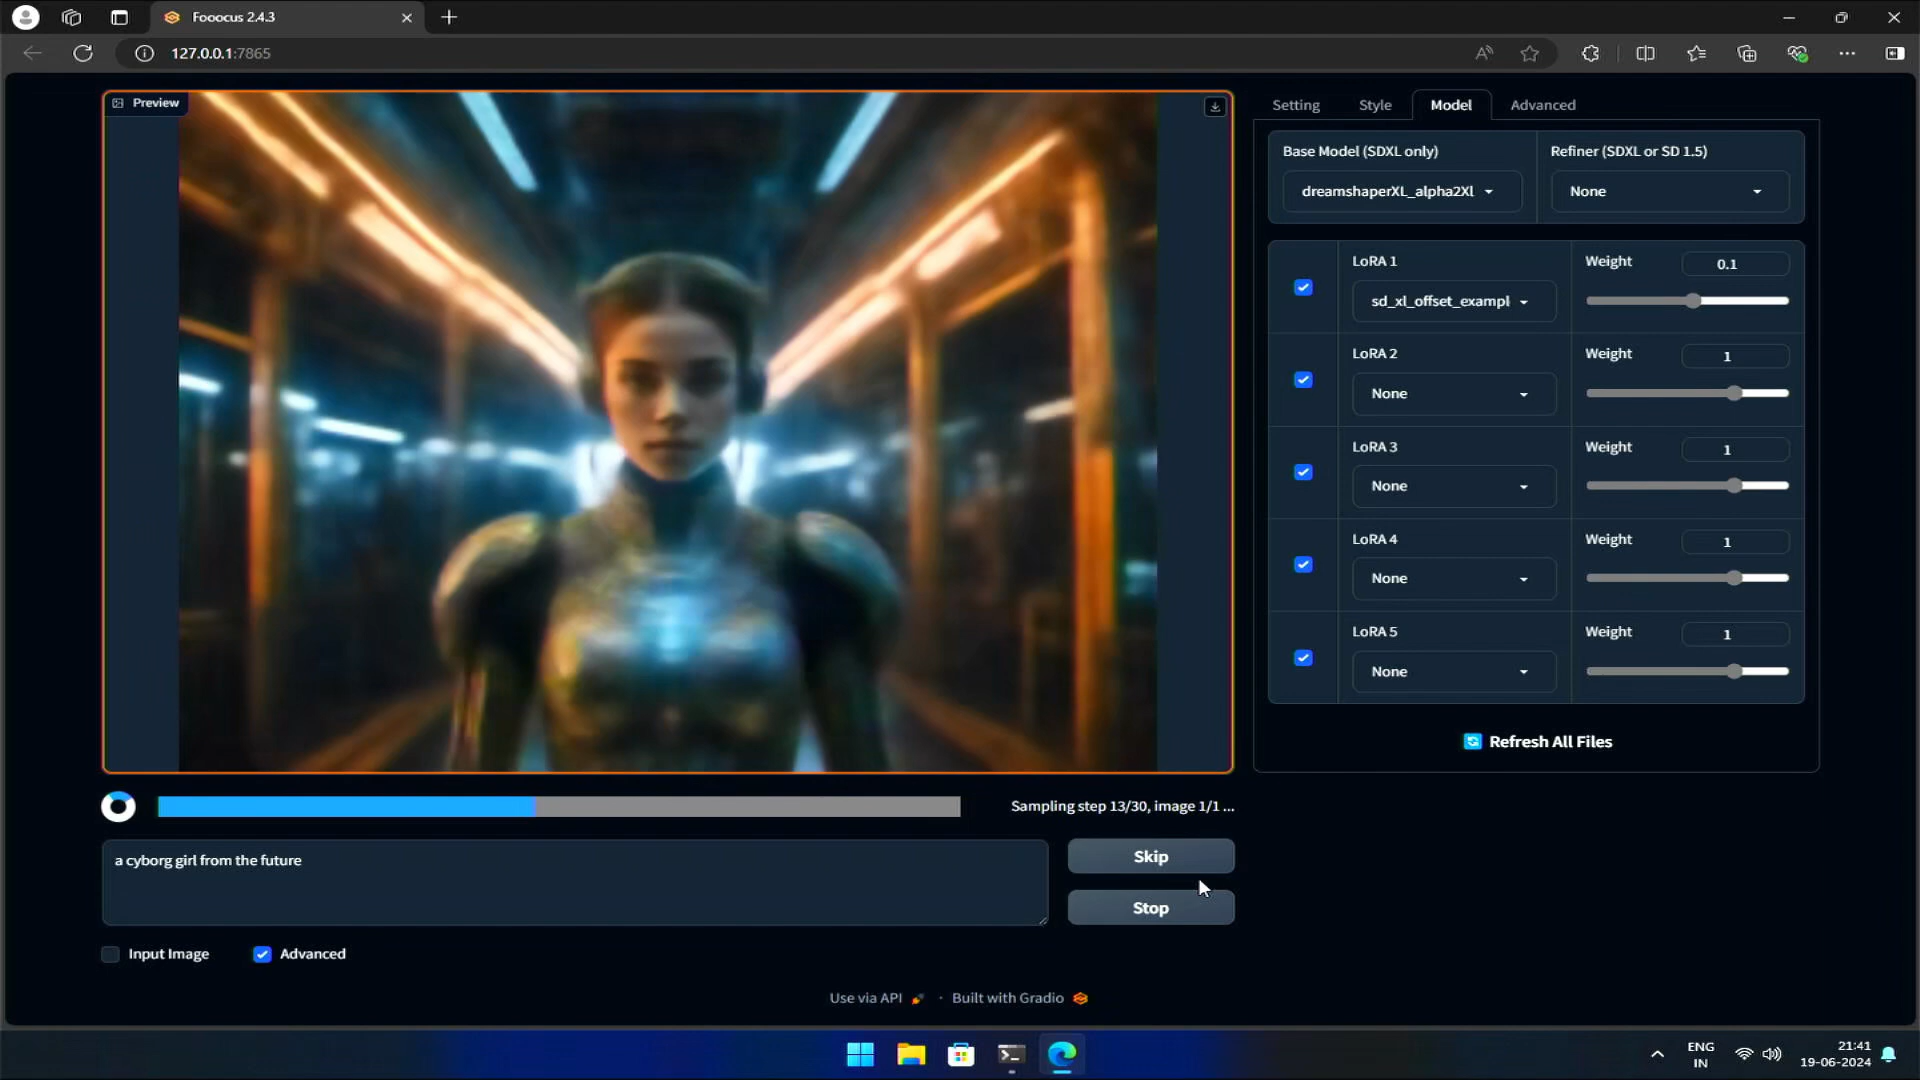 Fooocus 2.4.3
127.0.0.1:7865
Preview
Setting Style Model Advanced
Base Model (SDXL only) Refiner (SDXL or SD 1.5)
dreamshaperXL_alpha2Xl None
LoRA 1 Weight 0.1
sd_xl_offset_exampl
LoRA 2 Weight 1
None
LoRA 3 Weight 1
None
LoRA 4 Weight 1
None
LoRA 5 Weight 1
None
Refresh All Files
Sampling step 13/30, image 1/1 ...
a cyborg girl from the future
Skip
Stop
Input Image Advanced
Use via API · Built with Gradio
ENG 21:41
IN 19-06-2024